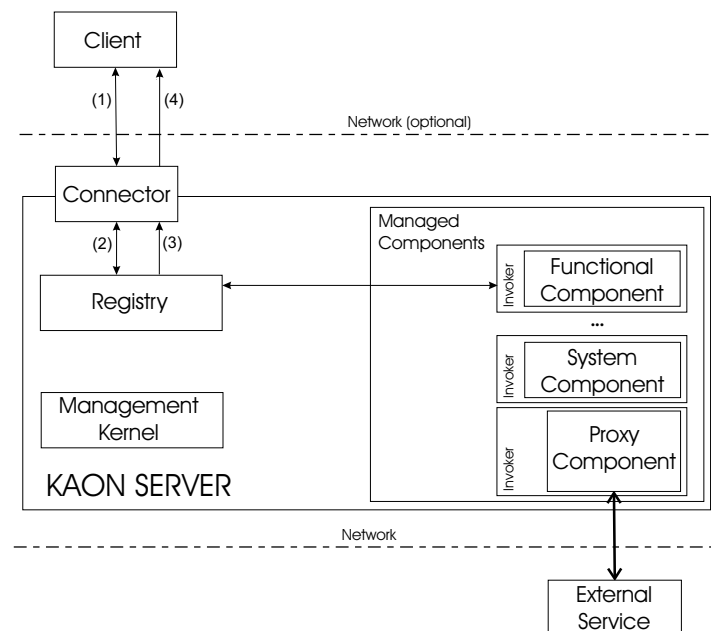 Client
(1)
(4)
Network (optional)
Connector
(2)
(3)
Registry
Managed
Components
Invoker
Functional
Component
...
Invoker
System
Component
Invoker
Proxy
Component
Management
Kernel
KAON SERVER
Network
External
Service